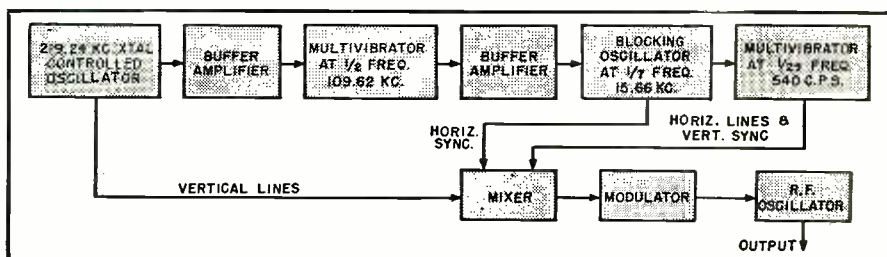 219.24 KC XTAL
CONTROLLED
OSCILLATOR
BUFFER
AMPLIFIER
MULTIVIBRATOR
AT 1/2 FREQ.
109.62 KC.
BUFFER
AMPLIFIER
BLOCKING
OSCILLATOR
AT 1/7 FREQ.
15.66 KC.
MULTIVIBRATOR
AT 1/29 FREQ.
540 C.P.S.
HORIZ.
SYNC.
HORIZ. LINES &
VERT. SYNC
VERTICAL LINES
MIXER
MODULATOR
R.F.
OSCILLATOR
OUTPUT